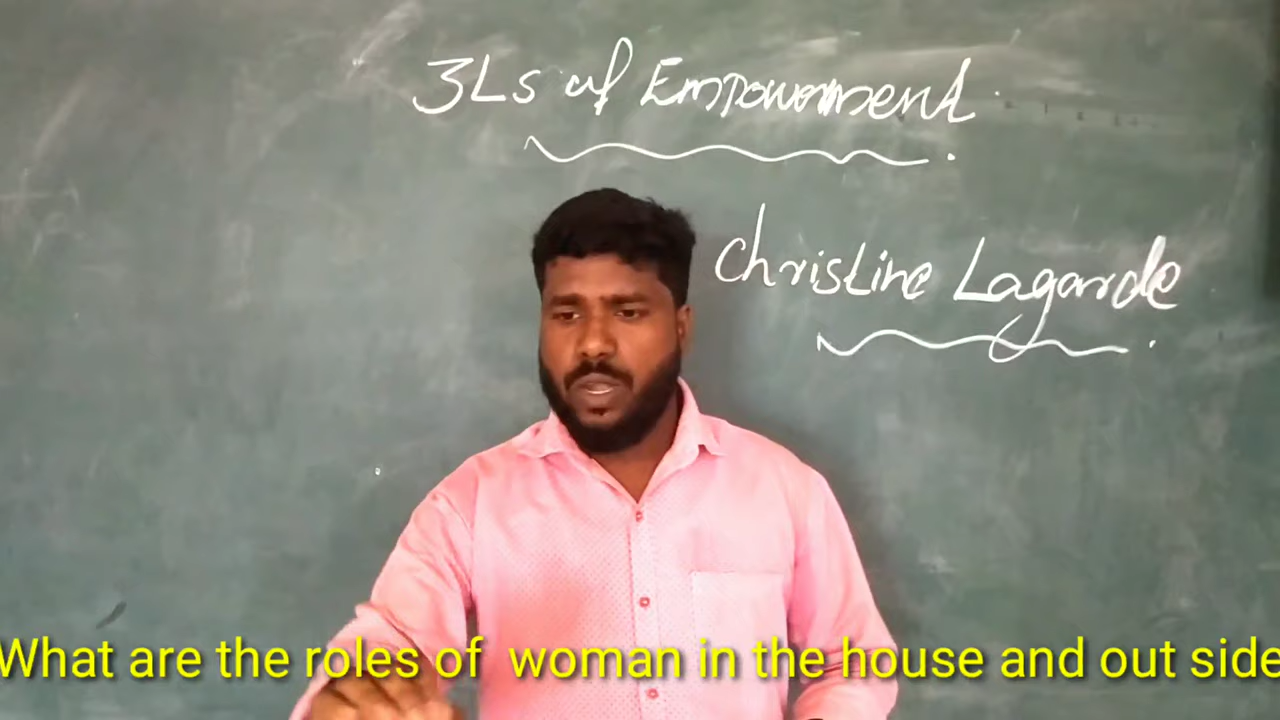 3Ls of Empowerment
Christine Lagarde
What are the roles of woman in the house and out side